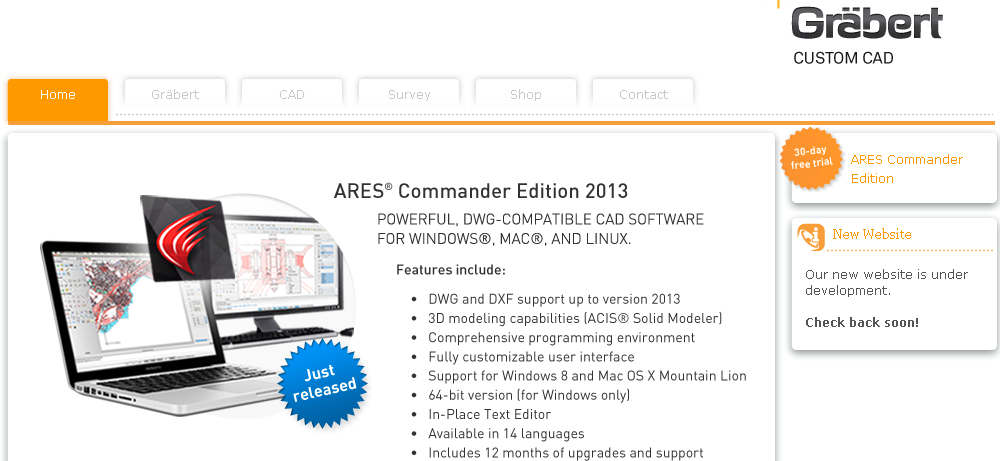 Gräbert
CUSTOM CAD
Home
Gräbert
CAD
Survey
Shop
Contact
30-day
free trial
ARES Commander
Edition
ARES® Commander Edition 2013
POWERFUL, DWG-COMPATIBLE CAD SOFTWARE
FOR WINDOWS®, MAC®, AND LINUX.
Features include:
• DWG and DXF support up to version 2013
• 3D modeling capabilities (ACIS® Solid Modeler)
• Comprehensive programming environment
• Fully customizable user interface
• Support for Windows 8 and Mac OS X Mountain Lion
• 64-bit version (for Windows only)
• In-Place Text Editor
• Available in 14 languages
• Includes 12 months of upgrades and support
Just
released
New Website
Our new website is under
development.
Check back soon!